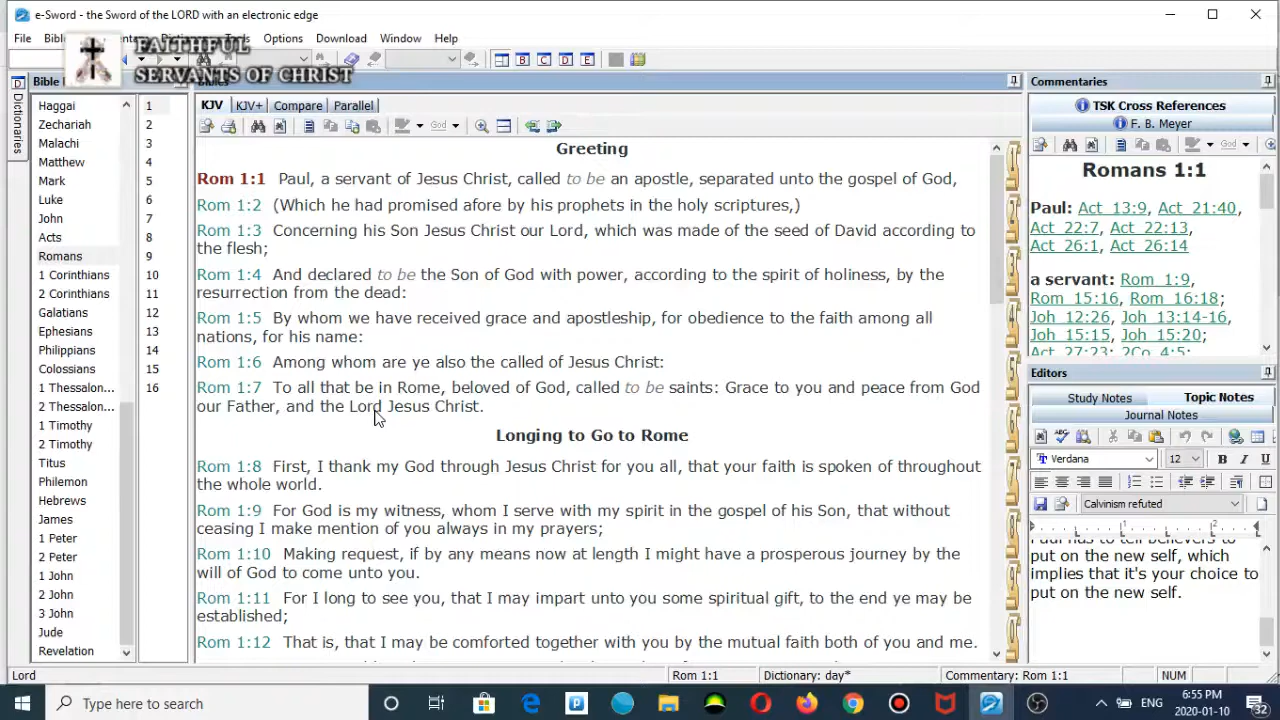 e-Sword - the Sword of the LORD with an electronic edge
File Bib Options Download Window Help
FAITHFUL
SERVANTS OF CHRIST
Dictionaries
Haggai
Zechariah
Malachi
Matthew
Mark
Luke
John
Acts
Romans
1 Corinthians
2 Corinthians
Galatians
Ephesians
Philippians
Colossians
1 Thessalon...
2 Thessalon...
1 Timothy
2 Timothy
Titus
Philemon
Hebrews
James
1 Peter
2 Peter
1 John
2 John
3 John
Jude
Revelation
1
2
3
4
5
6
7
8
9
10
11
12
13
14
15
16
KJV KJV+ Compare Parallel
Greeting
Rom 1:1 Paul, a servant of Jesus Christ, called to be an apostle, separated unto the gospel of God,
Rom 1:2 (Which he had promised afore by his prophets in the holy scriptures,)
Rom 1:3 Concerning his Son Jesus Christ our Lord, which was made of the seed of David according to
the flesh;
Rom 1:4 And declared to be the Son of God with power, according to the spirit of holiness, by the
resurrection from the dead:
Rom 1:5 By whom we have received grace and apostleship, for obedience to the faith among all
nations, for his name:
Rom 1:6 Among whom are ye also the called of Jesus Christ:
Rom 1:7 To all that be in Rome, beloved of God, called to be saints: Grace to you and peace from God
our Father, and the Lord Jesus Christ.
Longing to Go to Rome
Rom 1:8 First, I thank my God through Jesus Christ for you all, that your faith is spoken of throughout
the whole world.
Rom 1:9 For God is my witness, whom I serve with my spirit in the gospel of his Son, that without
ceasing I make mention of you always in my prayers;
Rom 1:10 Making request, if by any means now at length I might have a prosperous journey by the
will of God to come unto you.
Rom 1:11 For I long to see you, that I may impart unto you some spiritual gift, to the end ye may be
established;
Rom 1:12 That is, that I may be comforted together with you by the mutual faith both of you and me.
Commentaries
TSK Cross References
F. B. Meyer
Romans 1:1
Paul: Act 13:9, Act 21:40,
Act 22:7, Act 22:13,
Act 26:1, Act 26:14
a servant: Rom 1:9,
Rom 15:16, Rom 16:18;
Joh 12:26, Joh 13:14-16,
Joh 15:15, Joh 15:20;
Act 27:23; 2Co 4:5;
Editors
Study Notes Topic Notes
Journal Notes
Verdana 12 B I U
Calvinism refuted
1 2
Paul has to tell believers to
put on the new self, which
implies that it's your choice to
put on the new self.
Lord Rom 1:1 Dictionary: day* Commentary: Rom 1:1 NUM
Type here to search
ENG
6:55 PM
2020-01-10
32